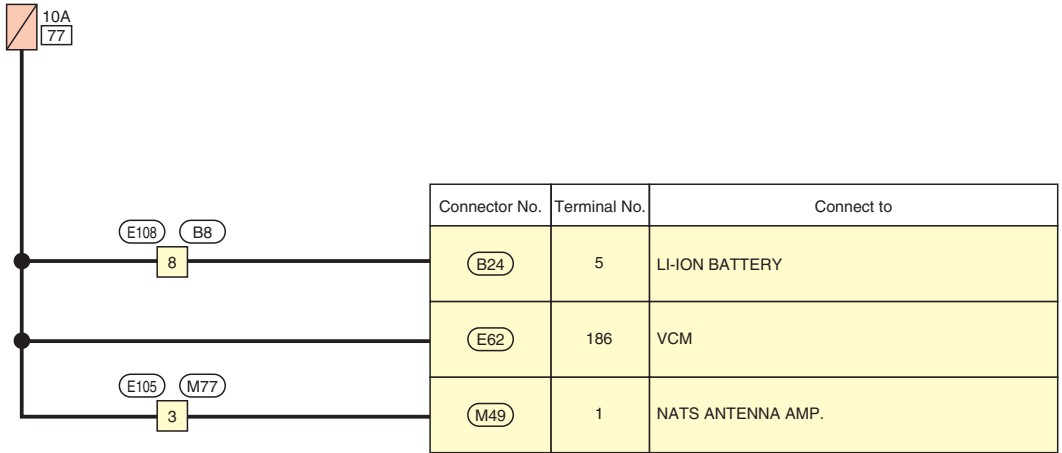 10A
77
Connector No. Terminal No. Connect to
E108 B8
8
B24 5 LI-ION BATTERY
E62 186 VCM
E105 M77
3
M49 1 NATS ANTENNA AMP.